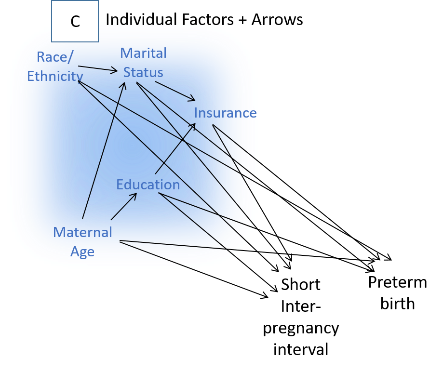 C
Individual Factors + Arrows
Race/
Ethnicity
Marital
Status
Insurance
Education
Maternal
Age
Short
Inter-
pregnancy
interval
Preterm
birth